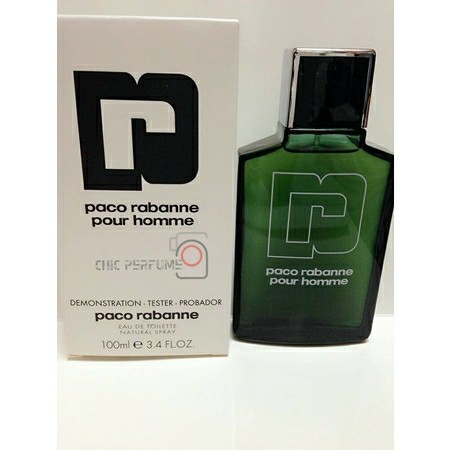 paco rabanne
pour homme
CHIC PERFUME
DEMONSTRATION - TESTER - PROBADOR
paco rabanne
EAU DE TOILETTE
NATURAL SPRAY
100ml e 3.4 FL.OZ.
paco rabanne
pour homme